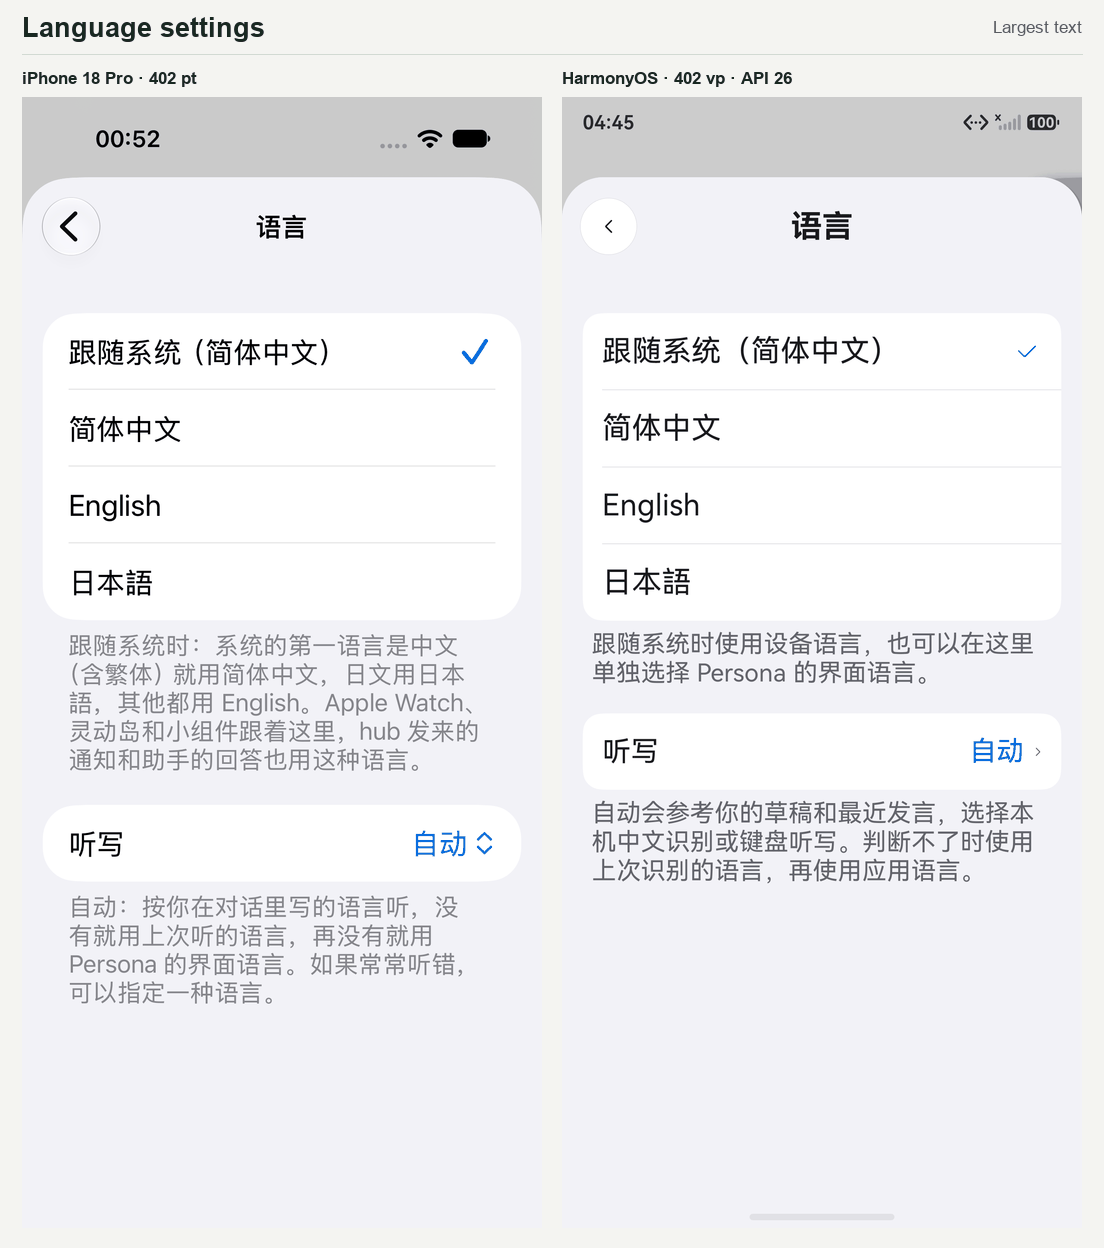 Language settings
Largest text
iPhone 18 Pro · 402 pt
HarmonyOS · 402 vp · API 26
00:52
语言
跟随系统（简体中文）
简体中文
English
日本語
跟随系统时：系统的第一语言是中文
（含繁体）就用简体中文，日文用日本
語，其他都用 English。Apple Watch、
灵动岛和小组件跟着这里，hub 发来的
通知和助手的回答也用这种语言。
听写
自动
自动：按你在对话里写的语言听，没
有就用上次听的语言，再没有就用
Persona 的界面语言。如果常常听错，
可以指定一种语言。
04:45
100
语言
跟随系统（简体中文）
简体中文
English
日本語
跟随系统时使用设备语言，也可以在这里
单独选择 Persona 的界面语言。
听写
自动
自动会参考你的草稿和最近发言，选择本
机中文识别或键盘听写。判断不了时使用
上次识别的语言，再使用应用语言。